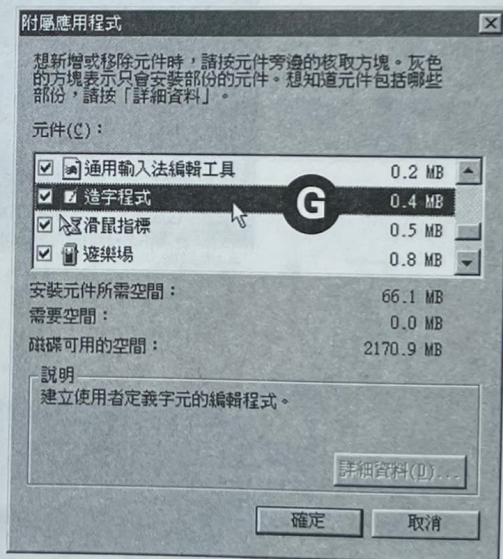 附屬應用程式
想新增或移除元件時，請按元件旁邊的核取方塊。灰色
的方塊表示只會安裝部份的元件。想知道元件包括哪些
部份，請按「詳細資料」。
元件(C)：
通用輸入法編輯工具 0.2 MB
造字程式 0.4 MB
G
滑鼠指標 0.5 MB
遊樂場 0.8 MB
安裝元件所需空間： 66.1 MB
需要空間： 0.0 MB
磁碟可用的空間： 2170.9 MB
說明
建立使用者定義字元的編輯程式。
詳細資料(D)...
確定 取消